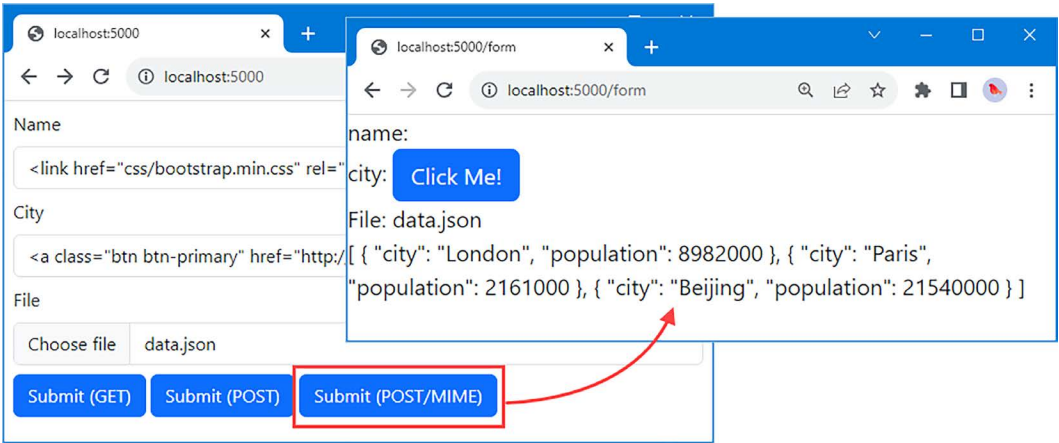 localhost:5000
localhost:5000
Name
<link href="css/bootstrap.min.css" rel="
City
<a class="btn btn-primary" href="http:/
File
Choose file data.json
Submit (GET) Submit (POST) Submit (POST/MIME)
localhost:5000/form
localhost:5000/form
name:
city: Click Me!
File: data.json
[ { "city": "London", "population": 8982000 }, { "city": "Paris",
"population": 2161000 }, { "city": "Beijing", "population": 21540000 } ]